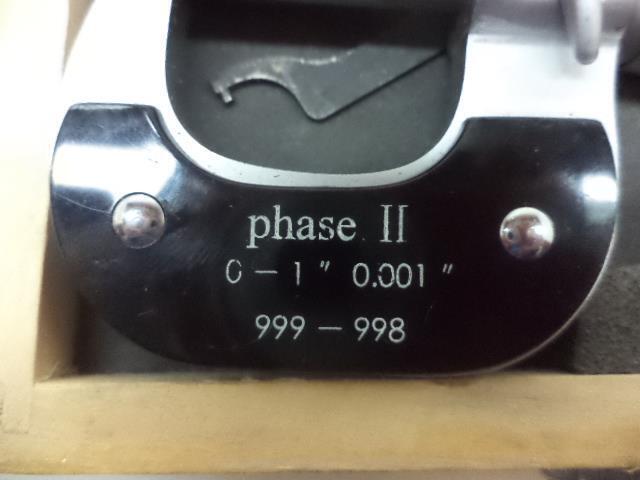 phase II
0 - 1 " 0.001 "
999 - 998